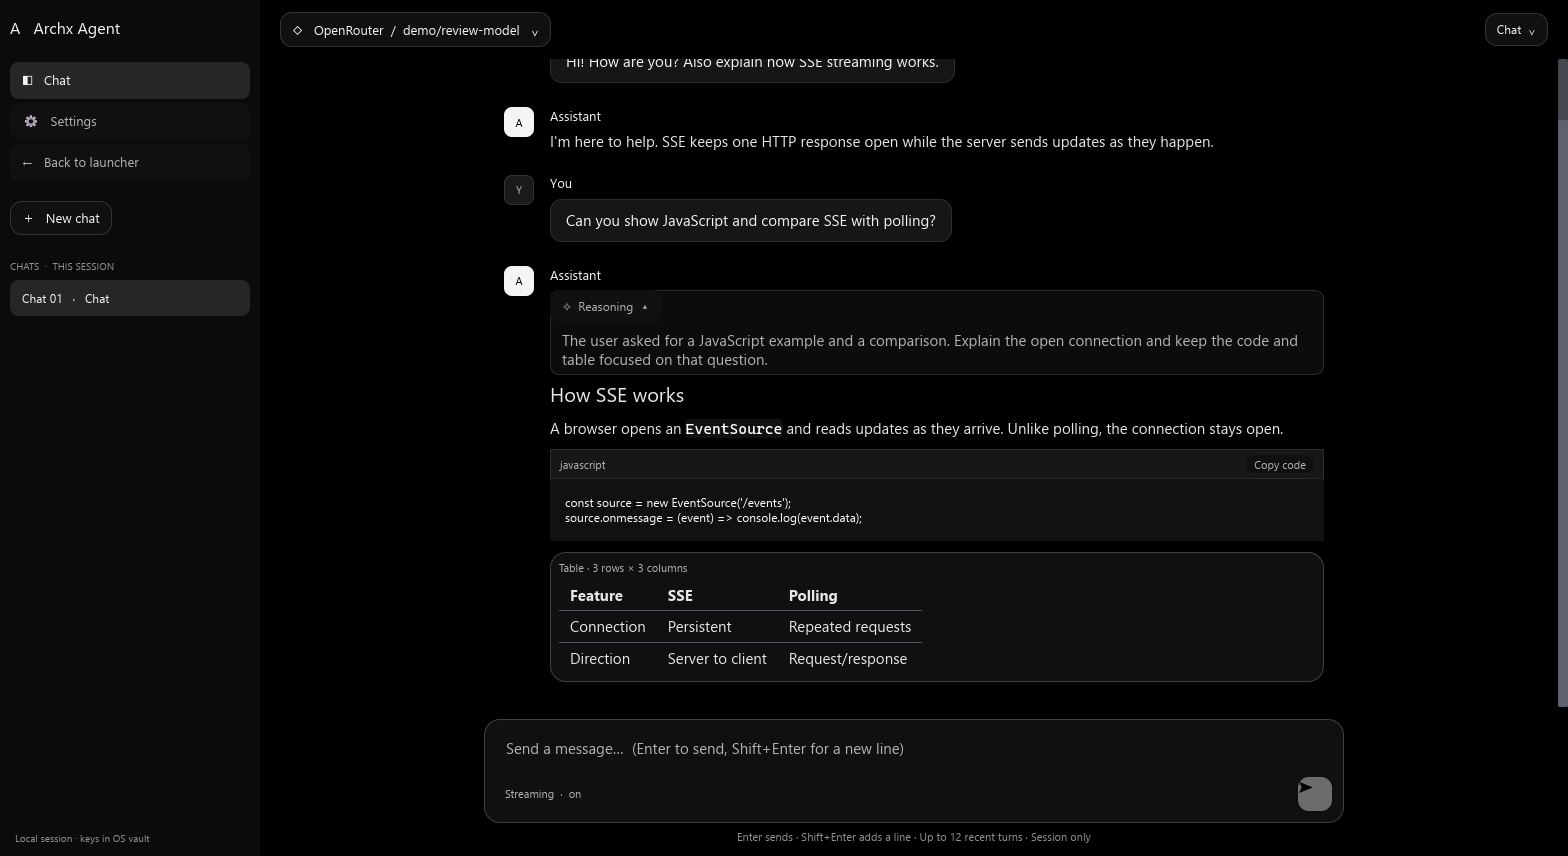 A Archx Agent
Chat
Settings
← Back to launcher
+ New chat
CHATS · THIS SESSION
Chat 01 · Chat
Local session · keys in OS vault
OpenRouter / demo/review-model
Chat
Hi! How are you? Also explain how SSE streaming works.
A
Assistant
I'm here to help. SSE keeps one HTTP response open while the server sends updates as they happen.
Y
You
Can you show JavaScript and compare SSE with polling?
A
Assistant
Reasoning
The user asked for a JavaScript example and a comparison. Explain the open connection and keep the code and
table focused on that question.
How SSE works
A browser opens an EventSource and reads updates as they arrive. Unlike polling, the connection stays open.
javascript
Copy code
const source = new EventSource('/events');
source.onmessage = (event) => console.log(event.data);
Table · 3 rows × 3 columns
Feature SSE Polling
Connection Persistent Repeated requests
Direction Server to client Request/response
Send a message... (Enter to send, Shift+Enter for a new line)
Streaming · on
Enter sends · Shift+Enter adds a line · Up to 12 recent turns · Session only